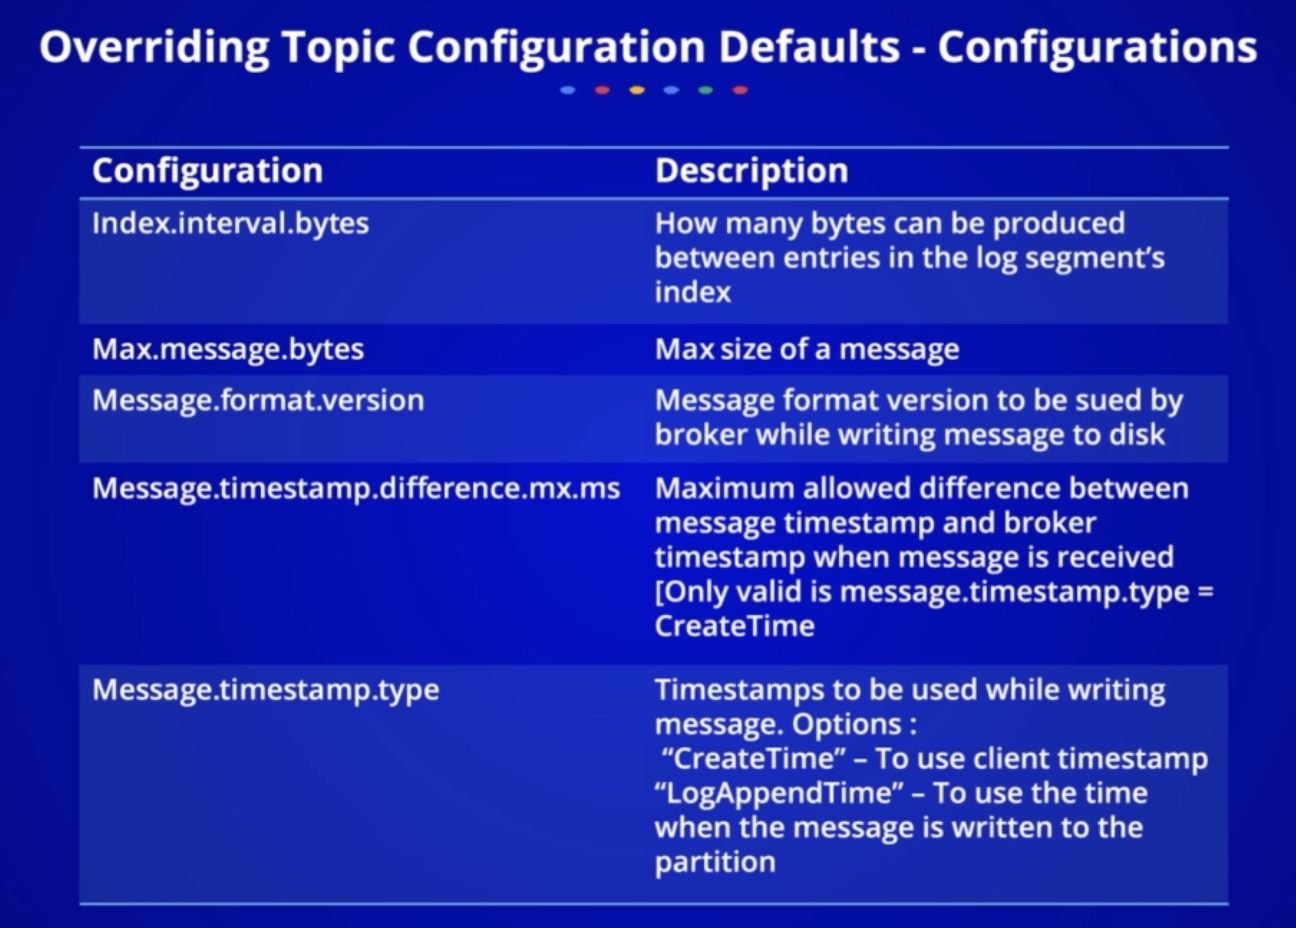 Overriding Topic Configuration Defaults - Configurations
Configuration
Description
Index.interval.bytes
How many bytes can be produced
between entries in the log segment’s
index
Max.message.bytes
Max size of a message
Message.format.version
Message format version to be sued by
broker while writing message to disk
Message.timestamp.difference.mx.ms
Maximum allowed difference between
message timestamp and broker
timestamp when message is received
[Only valid is message.timestamp.type =
CreateTime
Message.timestamp.type
Timestamps to be used while writing
message. Options :
“CreateTime” – To use client timestamp
“LogAppendTime” – To use the time
when the message is written to the
partition